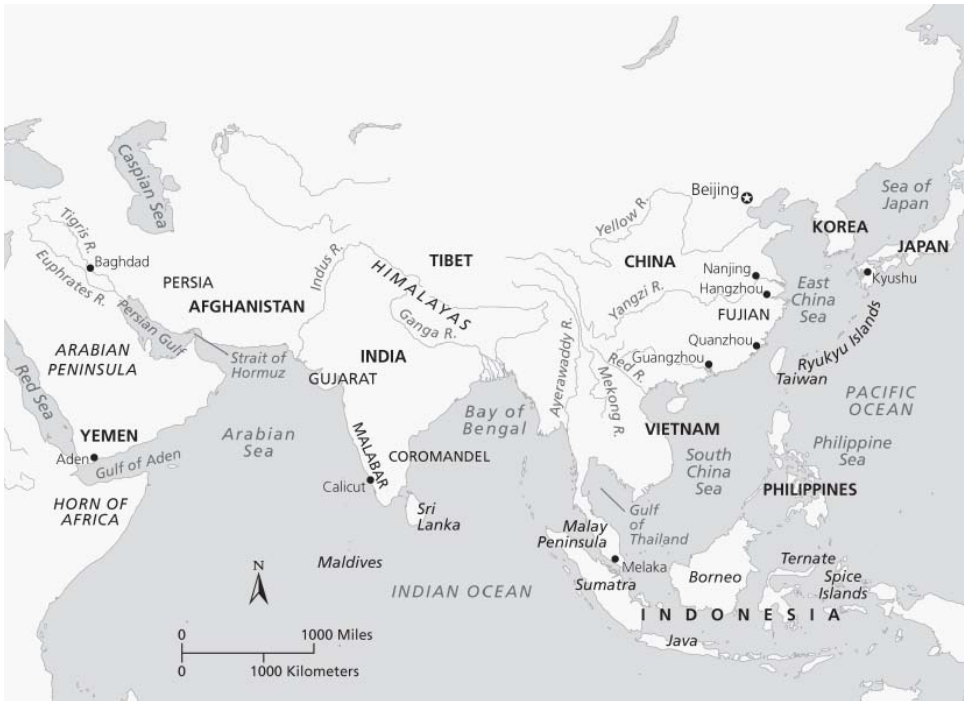 Caspian Sea
Beijing
Sea of
Japan
KOREA
JAPAN
Yellow R.
Tigris R.
Baghdad
Euphrates R.
PERSIA
AFGHANISTAN
Indus R.
TIBET
HIMALAYAS
Ganga R.
CHINA
Nanjing
Hangzhou
Yangzi R.
FUJIAN
East
China
Sea
Kyushu
Persian Gulf
Strait of
Hormuz
ARABIAN
PENINSULA
Red Sea
INDIA
GUJARAT
Ayerawaddy R.
Mekong R.
Red R.
Quanzhou
Guangzhou
Ryukyu Islands
Taiwan
PACIFIC
OCEAN
YEMEN
Aden
Gulf of Aden
Arabian
Sea
MALABAR
COROMANDEL
Calicut
Bay of
Bengal
VIETNAM
South
China
Sea
Philippine
Sea
PHILIPPINES
HORN OF
AFRICA
Sri
Lanka
Gulf
of
Thailand
Malay
Peninsula
Melaka
Maldives
Sumatra
Borneo
Ternate
Spice
Islands
N
INDIAN OCEAN
INDONESIA
Java
0 1000 Miles
0 1000 Kilometers